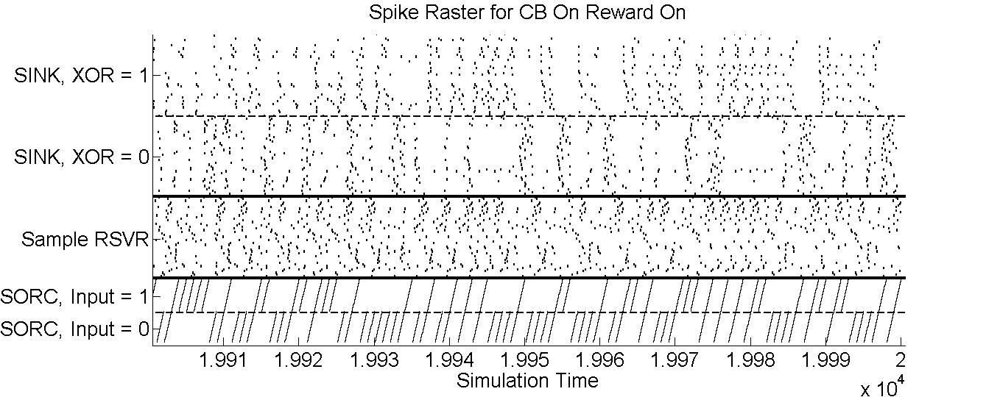 Spike Raster for CB On Reward On
SINK, XOR = 1
SINK, XOR = 0
Sample RSVR
SORC, Input = 1
SORC, Input = 0
1.991 1.992 1.993 1.994 1.995 1.996 1.997 1.998 1.999 2
Simulation Time
x 10⁴